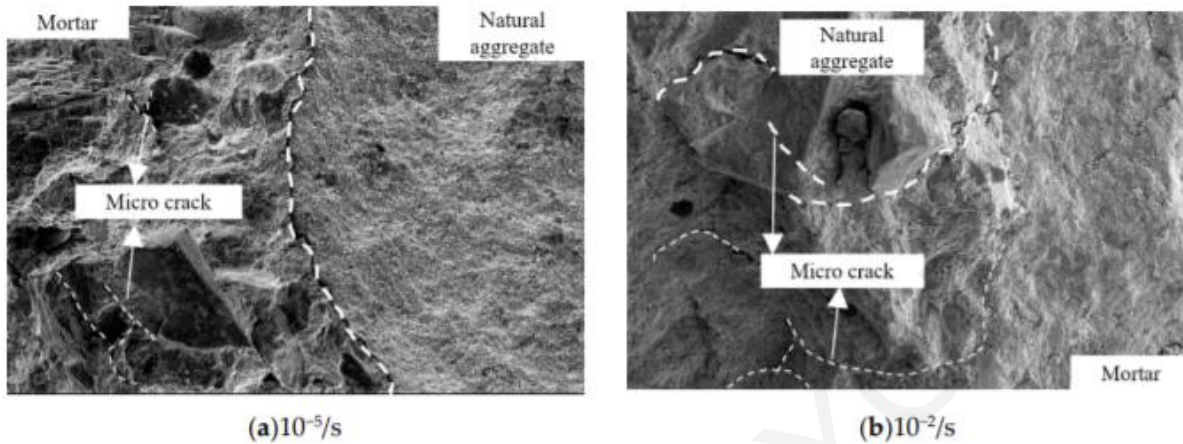 Mortar
Natural
aggregate
Micro crack
(a)10⁻⁵/s
Natural
aggregate
Micro crack
Mortar
(b)10⁻²/s